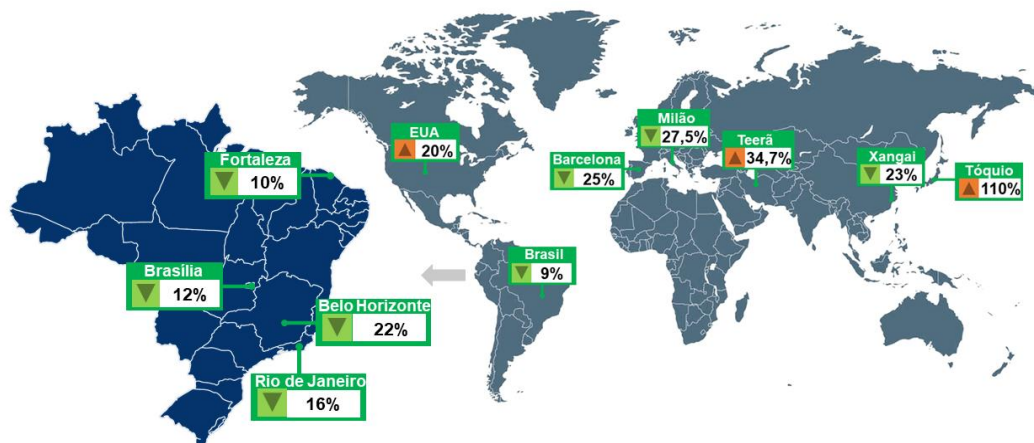 Fortaleza
10%
Brasília
12%
Belo Horizonte
22%
Rio de Janeiro
16%
EUA
20%
Brasil
9%
Barcelona
25%
Milão
27,5%
Teerã
34,7%
Xangai
23%
Tóquio
110%